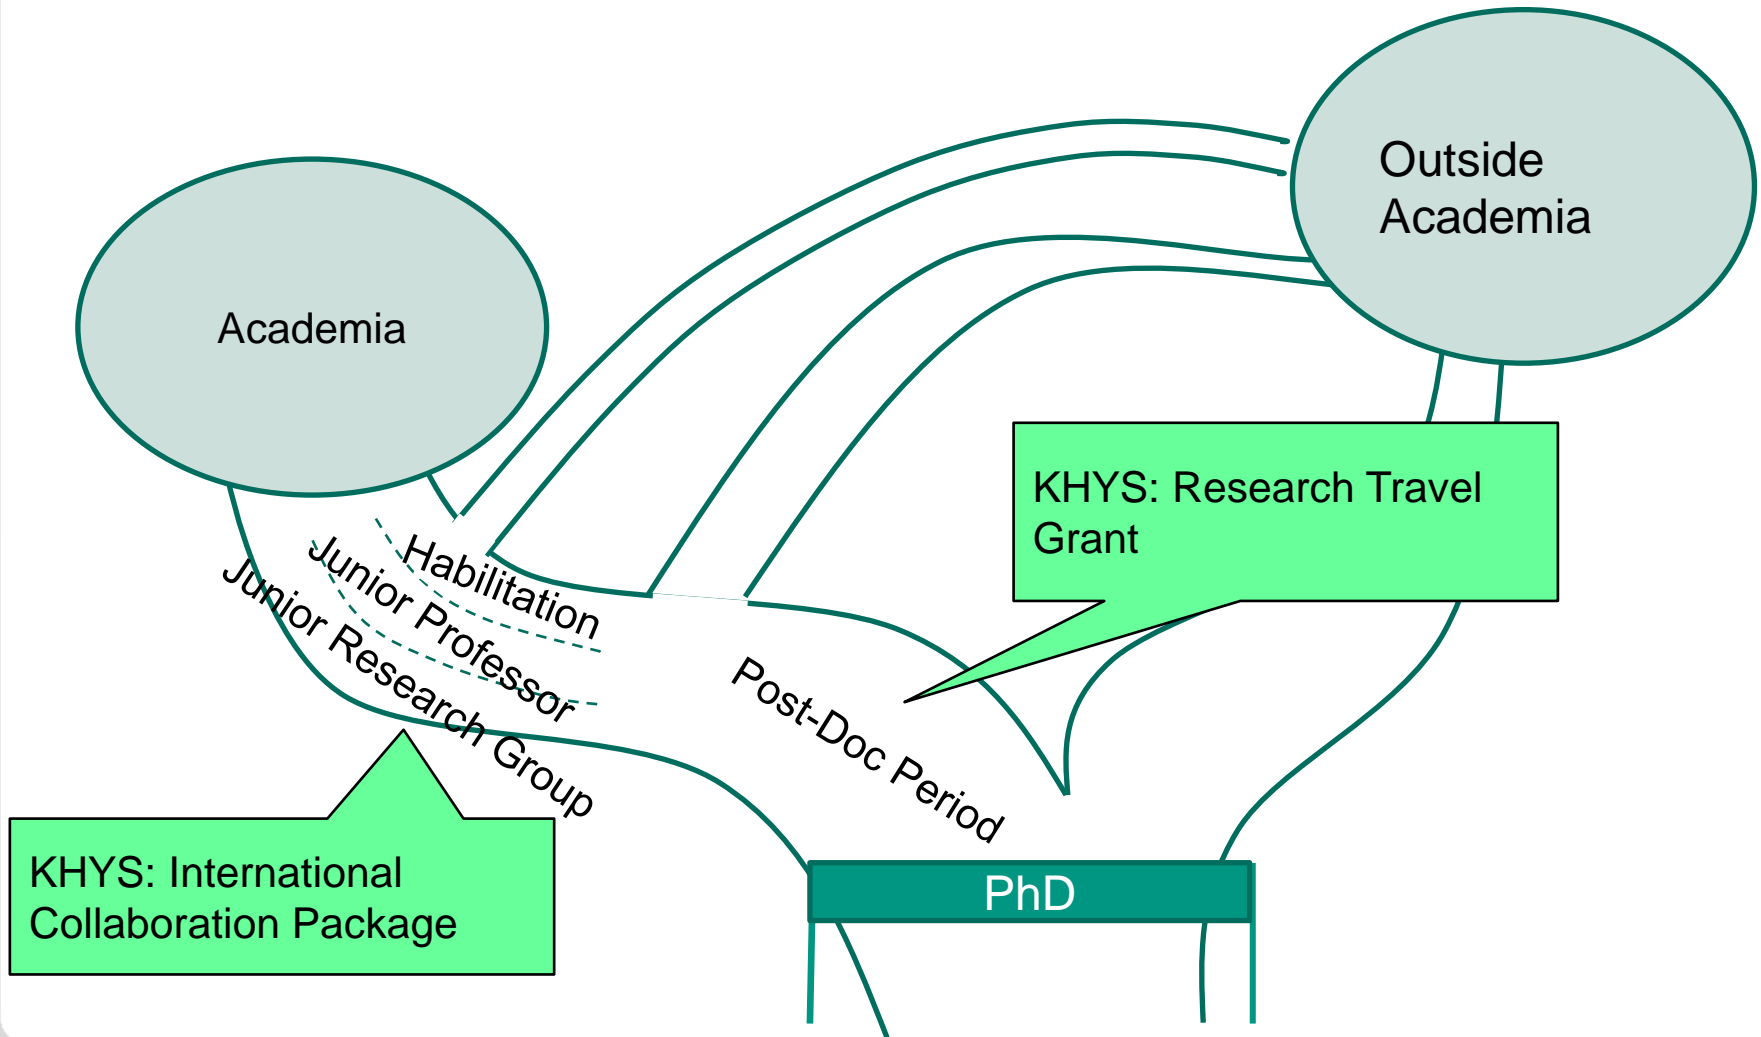 Outside
Academia
Academia
KHYS: Research Travel
Grant
Habilitation
Junior Professor
Junior Research Group
Post-Doc Period
KHYS: International
Collaboration Package
PhD